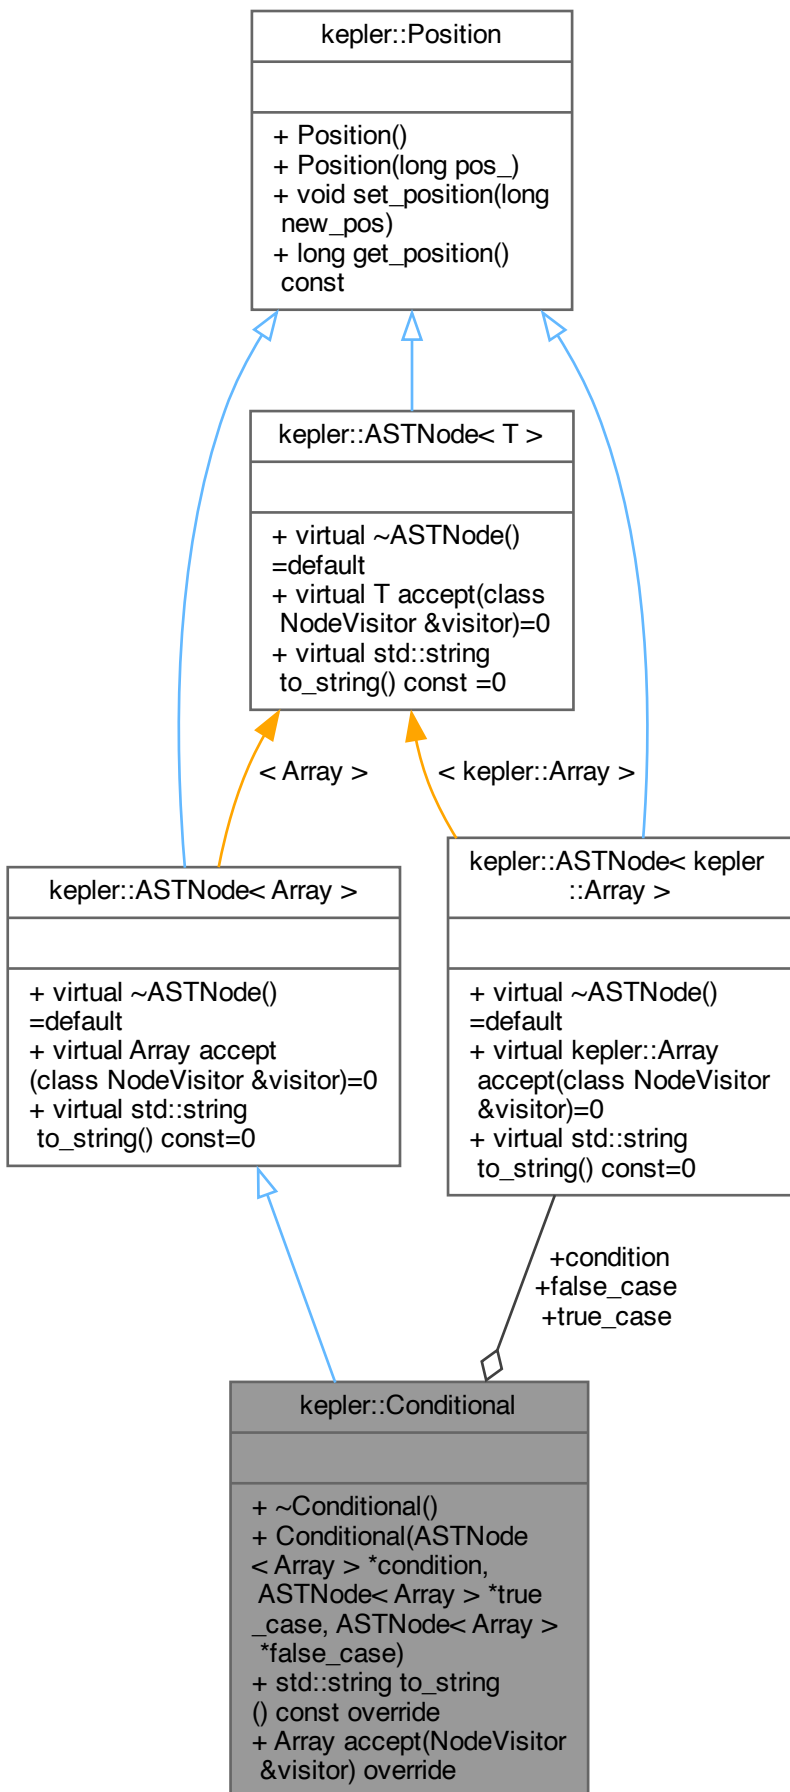 kepler::Position
+ Position()
+ Position(long pos_)
+ void set_position(long
new_pos)
+ long get_position()
const
kepler::ASTNode< T >
+ virtual ~ASTNode()
=default
+ virtual T accept(class
NodeVisitor &visitor)=0
+ virtual std::string
to_string() const =0
< Array >
< kepler::Array >
kepler::ASTNode< Array >
+ virtual ~ASTNode()
=default
+ virtual Array accept
(class NodeVisitor &visitor)=0
+ virtual std::string
to_string() const=0
kepler::ASTNode< kepler
::Array >
+ virtual ~ASTNode()
=default
+ virtual kepler::Array
accept(class NodeVisitor
&visitor)=0
+ virtual std::string
to_string() const=0
+condition
+false_case
+true_case
kepler::Conditional
+ ~Conditional()
+ Conditional(ASTNode
< Array > *condition,
ASTNode< Array > *true
_case, ASTNode< Array >
*false_case)
+ std::string to_string
() const override
+ Array accept(NodeVisitor
&visitor) override